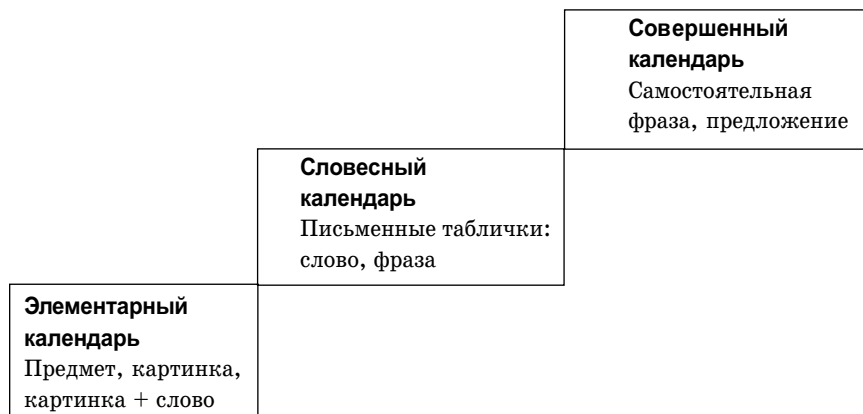 Совершенный
календарь
Самостоятельная
фраза, предложение
Словесный
календарь
Письменные таблички:
слово, фраза
Элементарный
календарь
Предмет, картинка,
картинка + слово